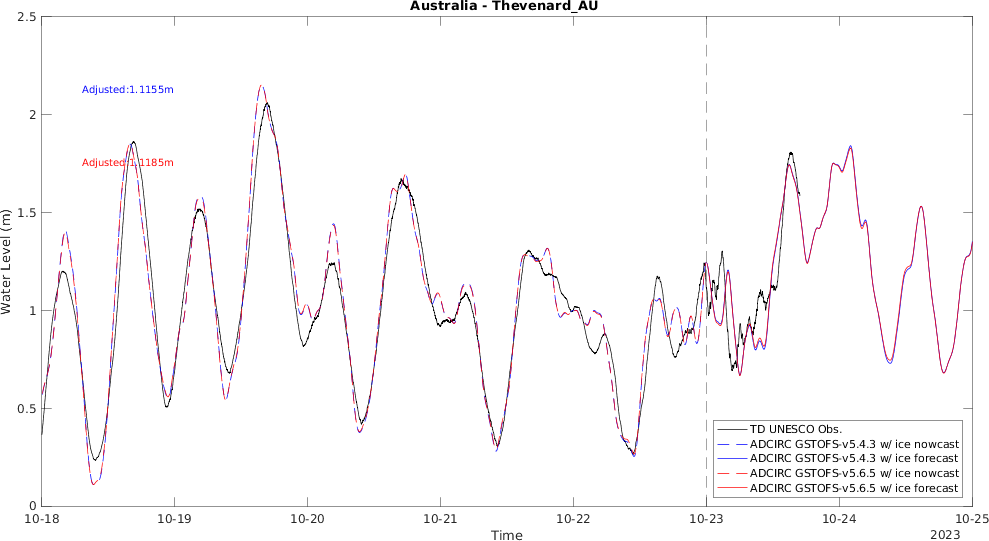 Australia - Thevenard_AU
2.5
2
1.5
1
0.5
0
Water Level (m)
Adjusted:1.1155m
Adjusted:1.1185m
TD UNESCO Obs.
ADCIRC GSTOFS-v5.4.3 w/ ice nowcast
ADCIRC GSTOFS-v5.4.3 w/ ice forecast
ADCIRC GSTOFS-v5.6.5 w/ ice nowcast
ADCIRC GSTOFS-v5.6.5 w/ ice forecast
10-18 10-19 10-20 10-21 10-22 10-23 10-24 10-25
Time
2023